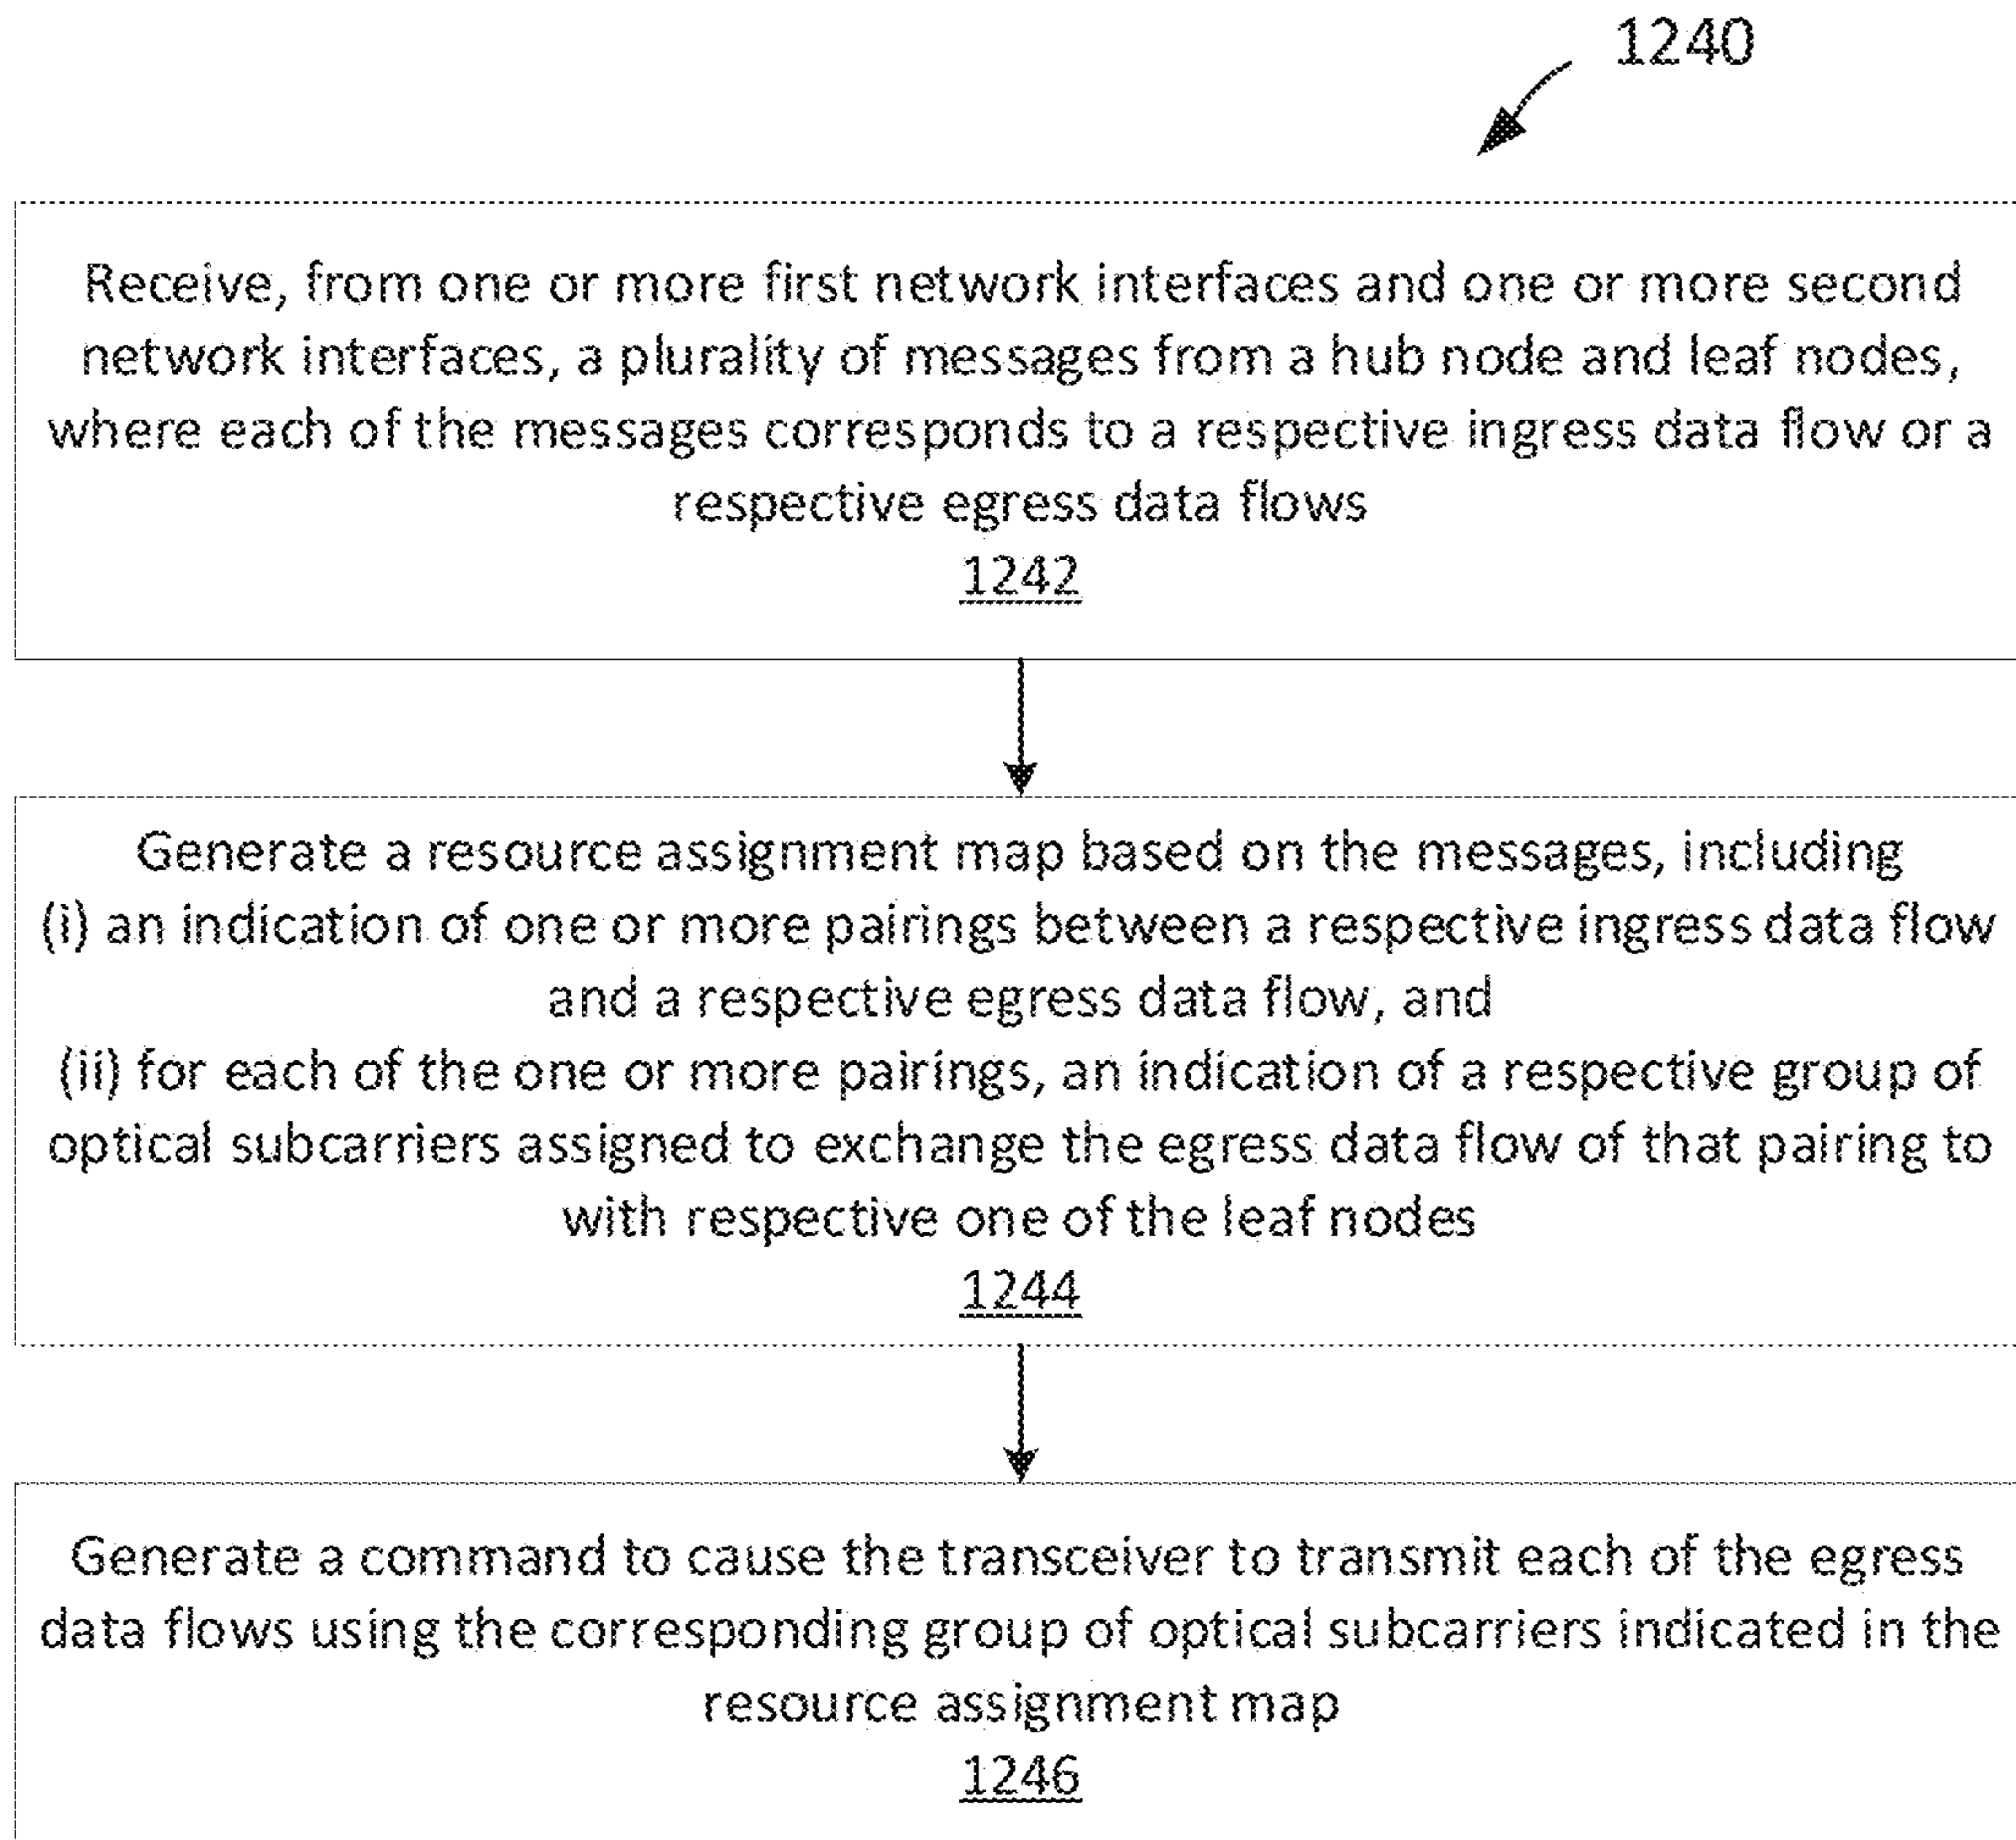 1240
Receive, from one or more first network interfaces and one or more second
network interfaces, a plurality of messages from a hub node and leaf nodes,
where each of the messages corresponds to a respective ingress data flow or a
respective egress data flows
1242
Generate a resource assignment map based on the messages, including
(i) an indication of one or more pairings between a respective ingress data flow
and a respective egress data flow, and
(ii) for each of the one or more pairings, an indication of a respective group of
optical subcarriers assigned to exchange the egress data flow of that pairing to
with respective one of the leaf nodes
1244
Generate a command to cause the transceiver to transmit each of the egress
data flows using the corresponding group of optical subcarriers indicated in the
resource assignment map
1246